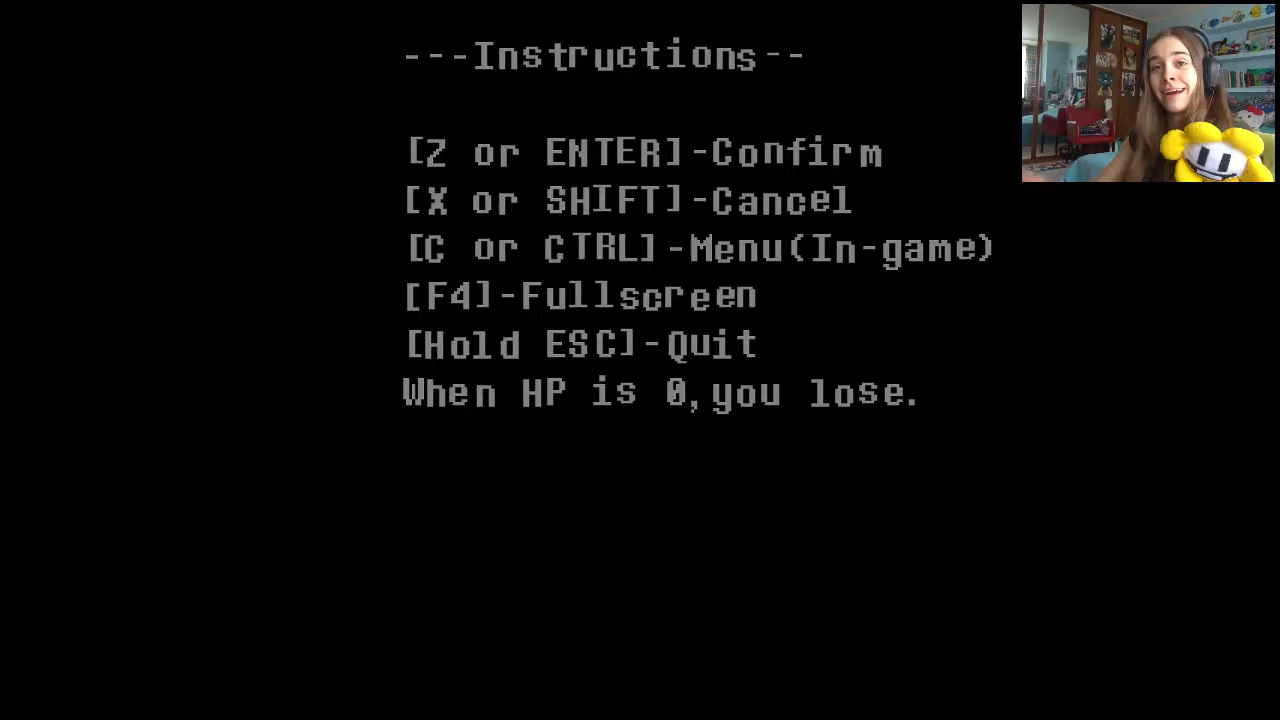 ---Instructions--
[Z or ENTER]-Confirm
[X or SHIFT]-Cancel
[C or CTRL]-Menu(In-game)
[F4]-Fullscreen
[Hold ESC]-Quit
When HP is 0,you lose.